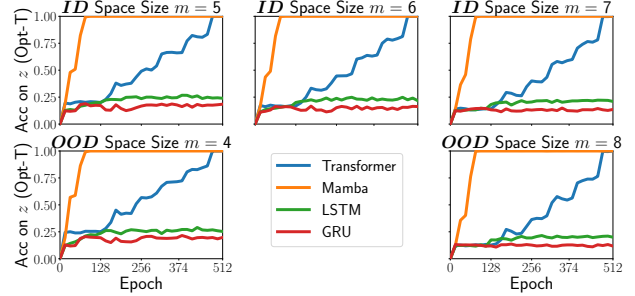 ID Space Size m = 5
ID Space Size m = 6
ID Space Size m = 7
Acc on z (Opt-T)
1.00
0.75
0.50
0.25
0.00
OOD Space Size m = 4
OOD Space Size m = 8
Acc on z (Opt-T)
1.00
0.75
0.50
0.25
0.00
Transformer
Mamba
LSTM
GRU
0 128 256 374 512
0 128 256 374 512
Epoch
Epoch